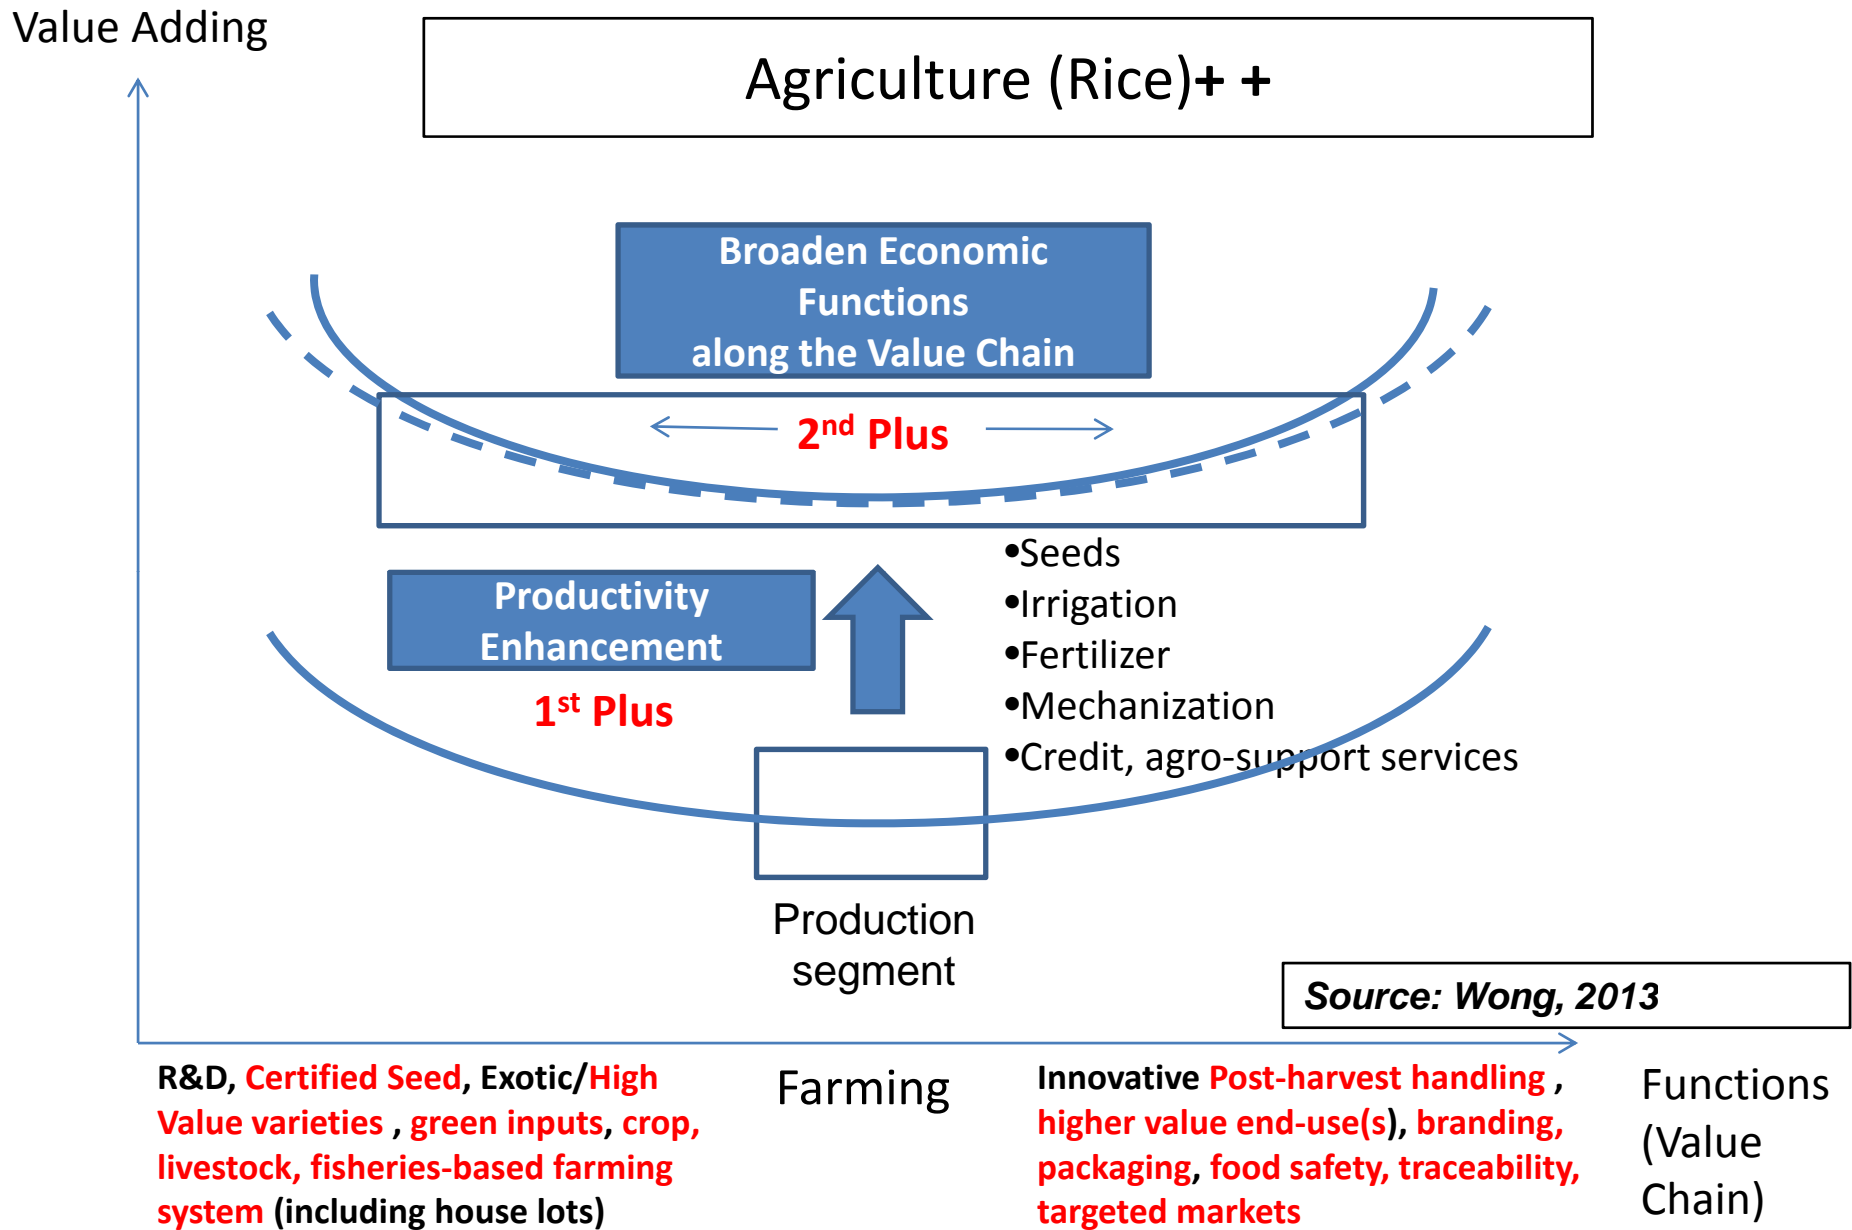 Value Adding
Agriculture (Rice)+ +
Broaden Economic
Functions
along the Value Chain
2nd Plus
•Seeds
•Irrigation
•Fertilizer
•Mechanization
•Credit, agro-support services
Productivity
Enhancement
1st Plus
Production
segment
Source: Wong, 2013
R&D, Certified Seed, Exotic/High
Value varieties , green inputs, crop,
livestock, fisheries-based farming
system (including house lots)
Farming
Innovative Post-harvest handling ,
higher value end-use(s), branding,
packaging, food safety, traceability,
targeted markets
Functions
(Value
Chain)